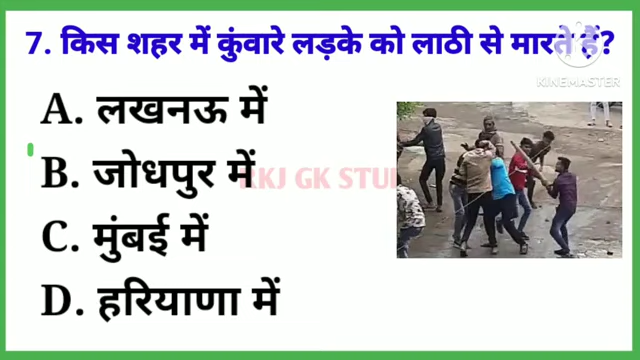 7. किस शहर में कुंवारे लड़के को लाठी से मारते हैं?
KINEMASTER
A. लखनऊ में
B. जोधपुर में
RKJ GK STU
C. मुंबई में
D. हरियाणा में